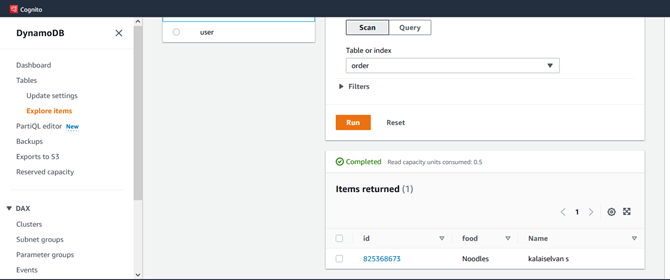 Cognito
DynamoDB
Dashboard
Tables
Update settings
Explore items
PartiQL editor New
Backups
Exports to S3
Reserved capacity
DAX
Clusters
Subnet groups
Parameter groups
Events
user
Scan Query
Table or index
order
Filters
Run Reset
Completed Read capacity units consumed: 0.5
Items returned (1)
1
id food Name
825368673 Noodles kalaiselvan s